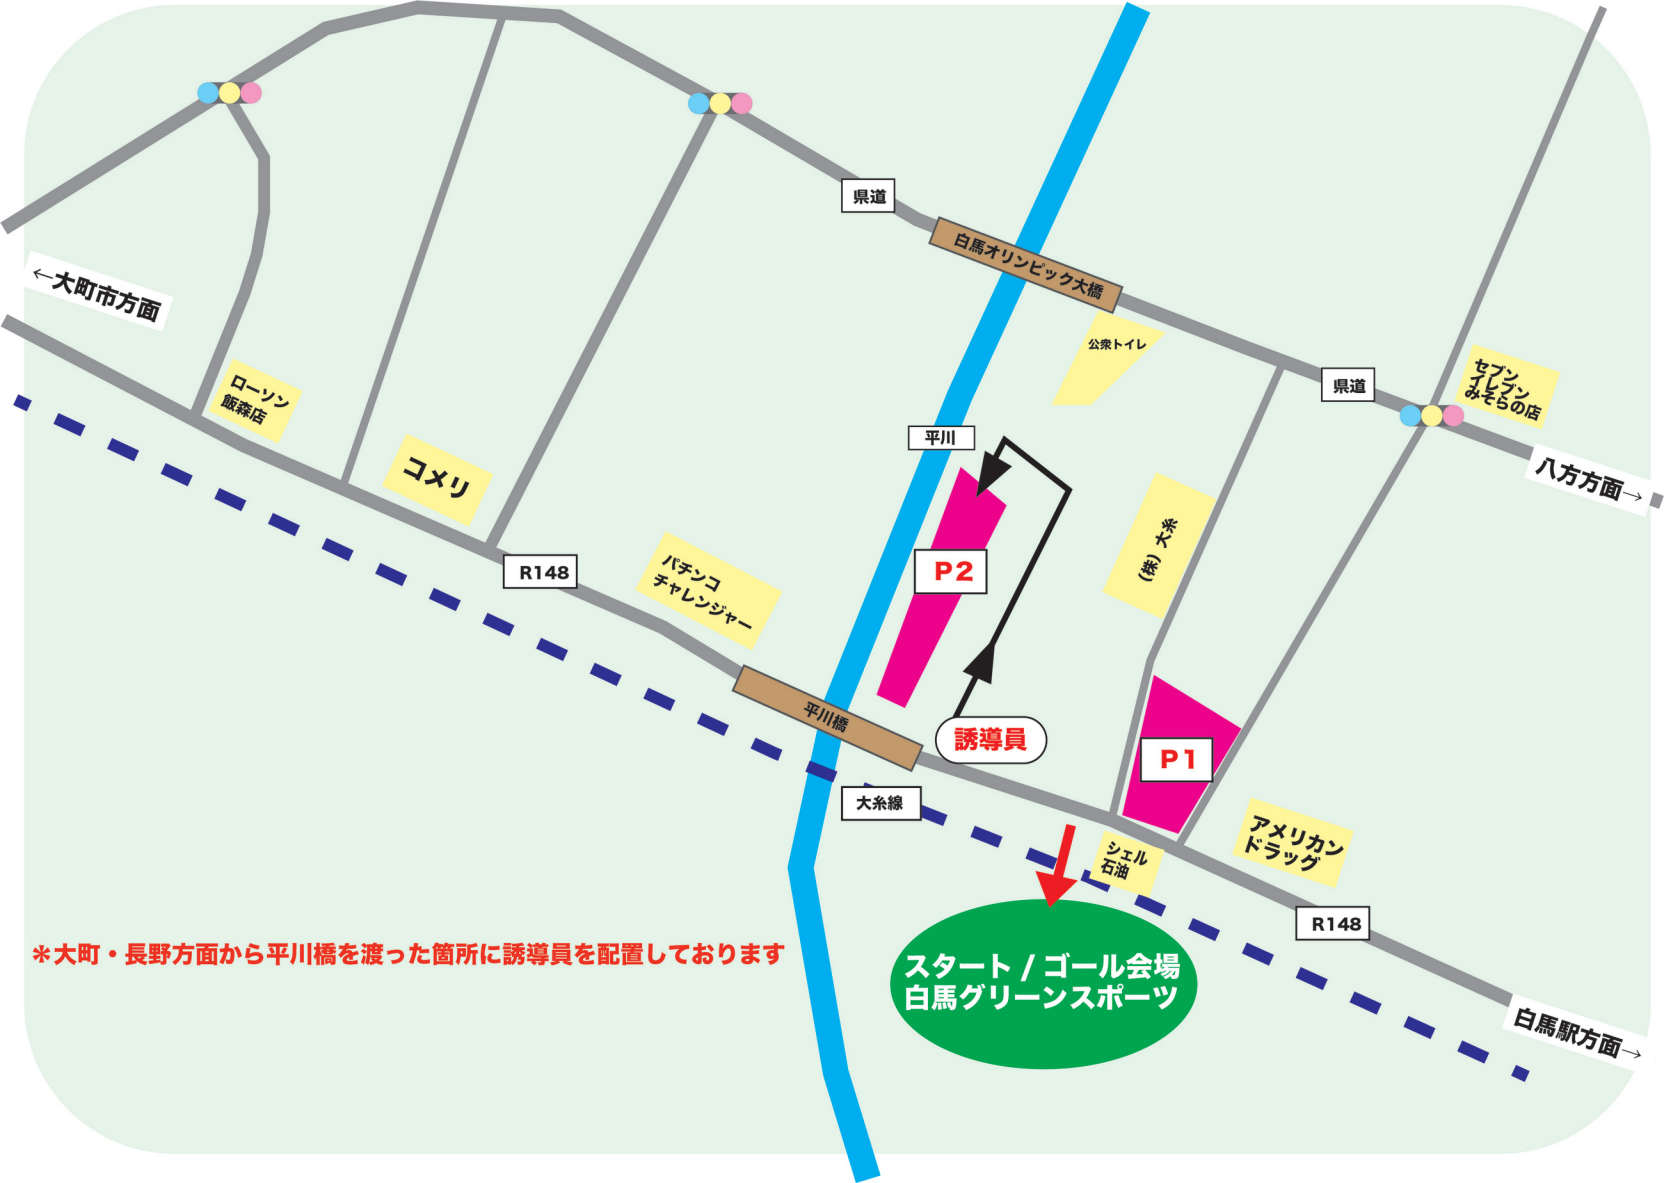 県道
白馬オリンピック大橋
←大町市方面
公衆トイレ
県道
セブン
イレブン
みそらの店
ローソン
飯森店
平川
コメリ
八方方面→
(株) 大糸
R148
P2
パチンコ
チャレンジャー
平川橋
誘導員
P1
大糸線
アメリカン
ドラッグ
シェル
石油
R148
＊大町・長野方面から平川橋を渡った箇所に誘導員を配置しております
スタート / ゴール会場
白馬グリーンスポーツ
白馬駅方面→